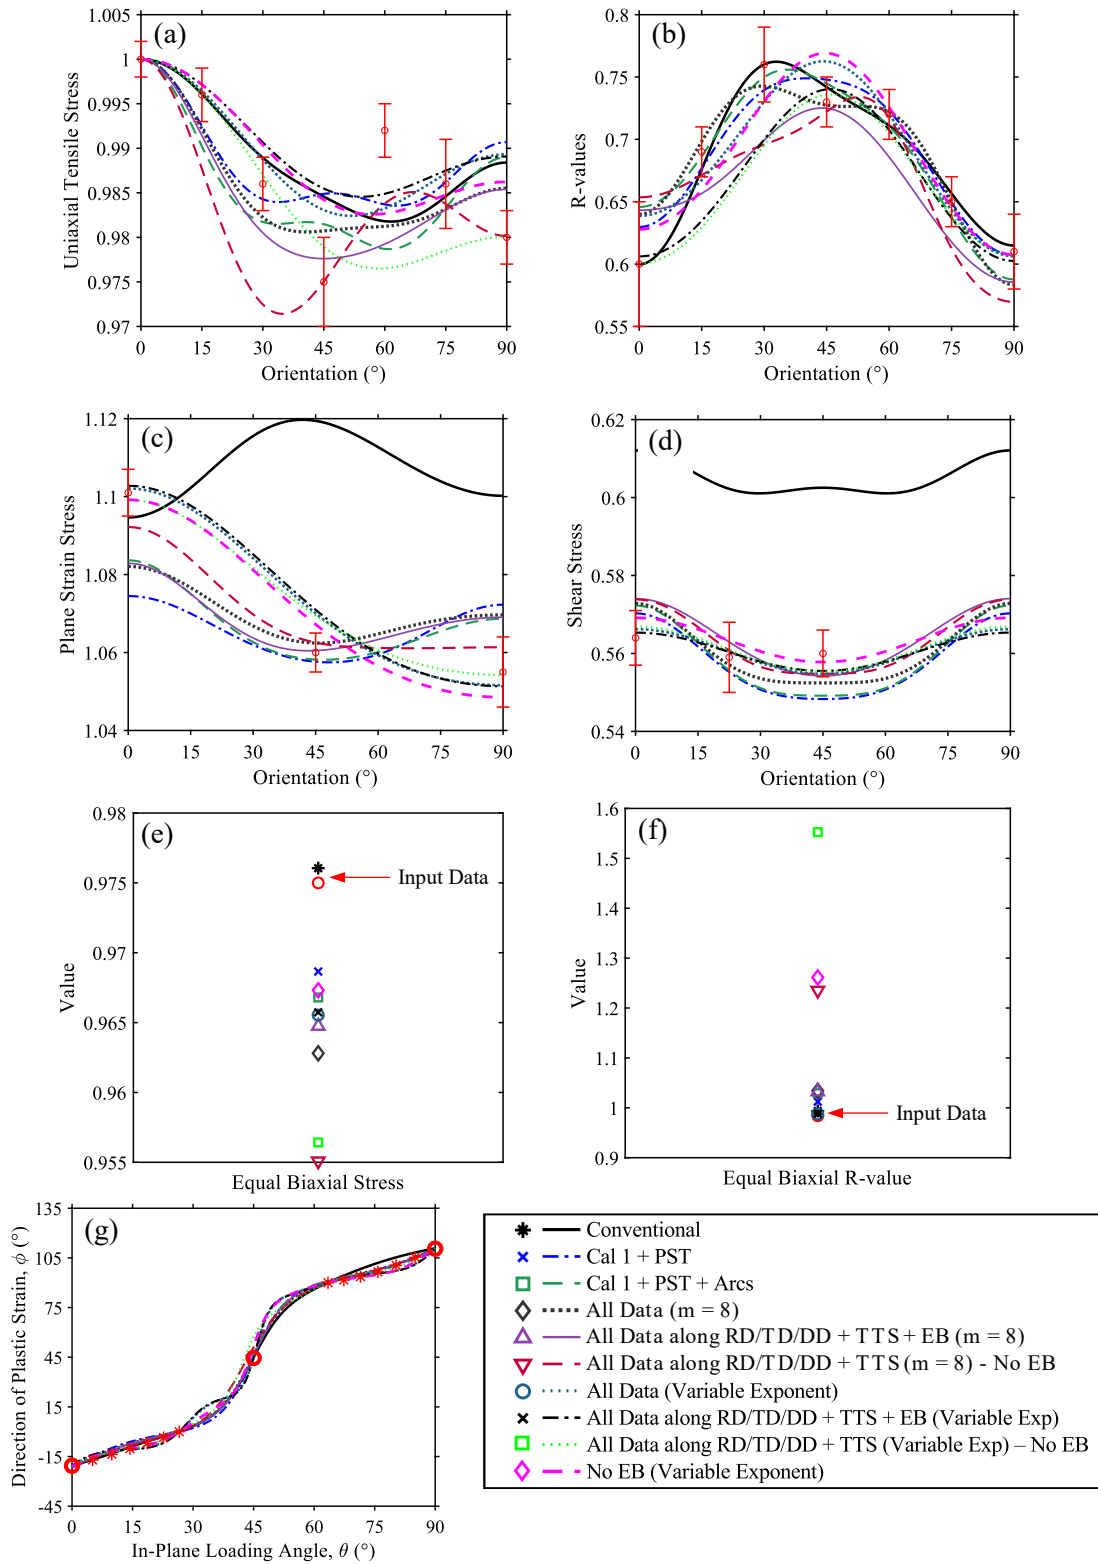 (a)
1.005
1
0.995
0.99
0.985
0.98
0.975
0.97
Uniaxial Tensile Stress
0 15 30 45 60 75 90
Orientation (°)
(b)
0.8
0.75
0.7
0.65
0.6
0.55
R-values
0 15 30 45 60 75 90
Orientation (°)
(c)
1.12
1.1
1.08
1.06
1.04
Plane Strain Stress
0 15 30 45 60 75 90
Orientation (°)
(d)
0.62
0.6
0.58
0.56
0.54
Shear Stress
0 15 30 45 60 75 90
Orientation (°)
(e)
0.98
0.975
0.97
0.965
0.96
0.955
Value
Input Data
Equal Biaxial Stress
(f)
1.6
1.5
1.4
1.3
1.2
1.1
1
0.9
Value
Input Data
Equal Biaxial R-value
(g)
135
105
75
45
15
-15
-45
Direction of Plastic Strain, ϕ (°)
0 15 30 45 60 75 90
In-Plane Loading Angle, θ (°)
Conventional
Cal 1 + PST
Cal 1 + PST + Arcs
All Data (m = 8)
All Data along RD/TD/DD + TTS + EB (m = 8)
All Data along RD/TD/DD + TTS (m = 8) - No EB
All Data (Variable Exponent)
All Data along RD/TD/DD + TTS + EB (Variable Exp)
All Data along RD/TD/DD + TTS (Variable Exp) – No EB
No EB (Variable Exponent)